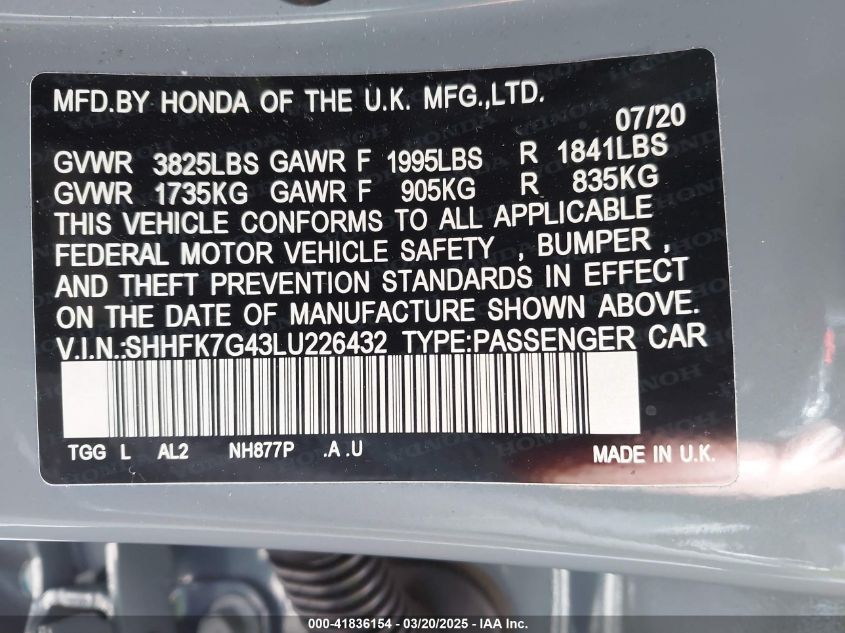 MFD.BY HONDA OF THE U.K. MFG.,LTD.
07/20
GVWR 3825LBS GAWR F 1995LBS R 1841LBS
GVWR 1735KG GAWR F 905KG R 835KG
THIS VEHICLE CONFORMS TO ALL APPLICABLE
FEDERAL MOTOR VEHICLE SAFETY , BUMPER ,
AND THEFT PREVENTION STANDARDS IN EFFECT
ON THE DATE OF MANUFACTURE SHOWN ABOVE.
V.I.N.:SHHFK7G43LU226432 TYPE:PASSENGER CAR
TGG L AL2 NH877P .A .U MADE IN U.K.
000-41836154 | 03/20/2025 | IAA Inc.